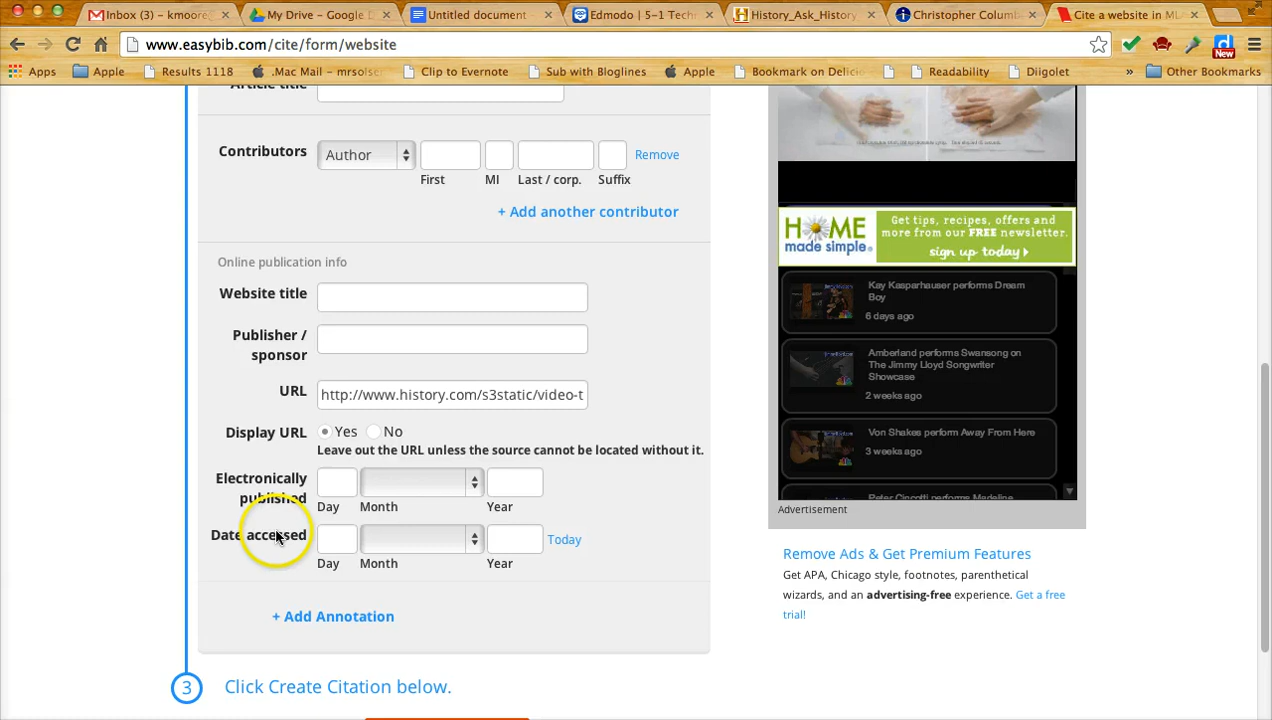 Inbox (3) - kmoore
My Drive - Google D
Untitled document
Edmodo | 5-1 Techn
History_Ask_History
Christopher Columb
Cite a website in ML
www.easybib.com/cite/form/website
New
Apps
Apple
Results 1118
.Mac Mail - mrsolse
Clip to Evernote
Sub with Bloglines
Apple
Bookmark on Delici
Readability
Diigolet
»
Other Bookmarks
Article title
Contributors
Author
Remove
First
MI
Last / corp.
Suffix
+ Add another contributor
Online publication info
Website title
Publisher /
sponsor
URL
http://www.history.com/s3static/video-t
Display URL
Yes
No
Leave out the URL unless the source cannot be located without it.
Electronically
published
Day
Month
Year
Date accessed
Today
Day
Month
Year
+ Add Annotation
3
Click Create Citation below.
HOME
made simple
Get tips, recipes, offers and
more from our FREE newsletter.
sign up today
Kay Kasparhauser performs Dream
Boy
6 days ago
Amberland performs Swansong on
The Jimmy Lloyd Songwriter
Showcase
2 weeks ago
Von Shakes perform Away From Here
3 weeks ago
Peter Cincotti performs Madeline
Advertisement
Remove Ads & Get Premium Features
Get APA, Chicago style, footnotes, parenthetical
wizards, and an advertising-free experience. Get a free
trial!